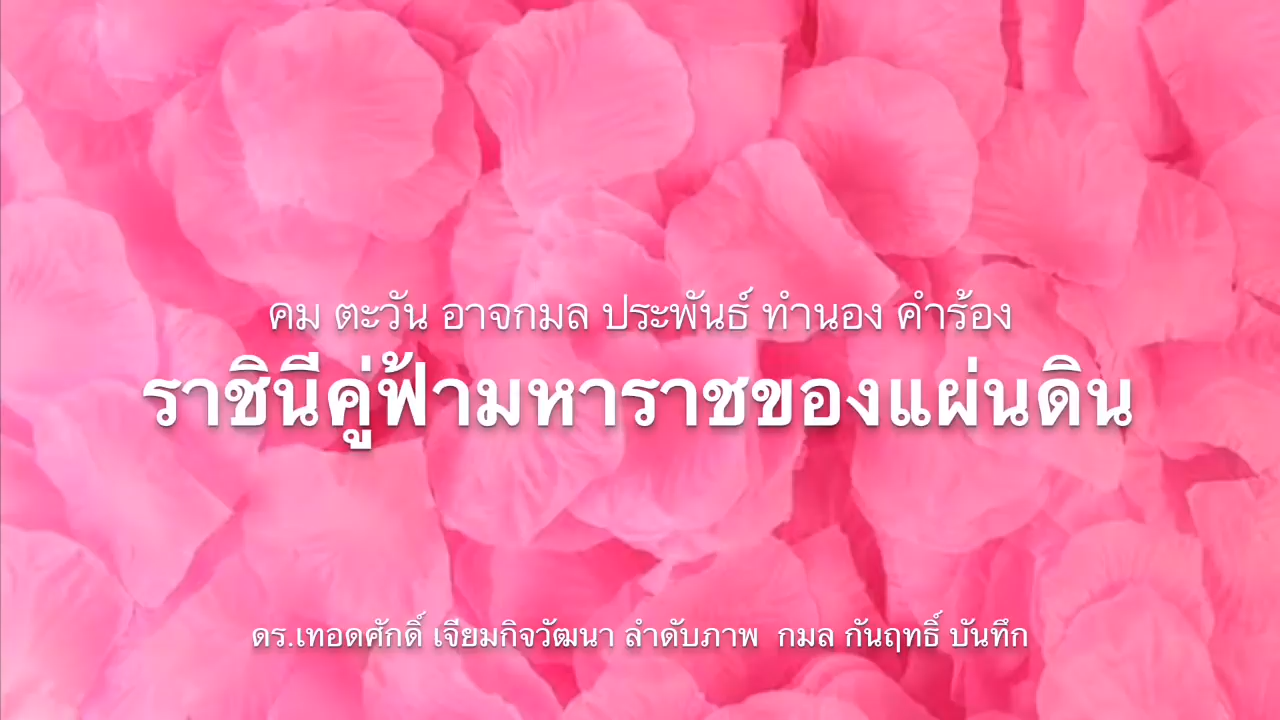 คม ตะวัน อาจกมล ประพันธ์ ทำนอง คำร้อง
ราชินีคู่ฟ้ามหาราชของแผ่นดิน
ดร.เทอดศักดิ์ เจียมกิจวัฒนา ลำดับภาพ กมล กันฤทธิ์ บันทึก